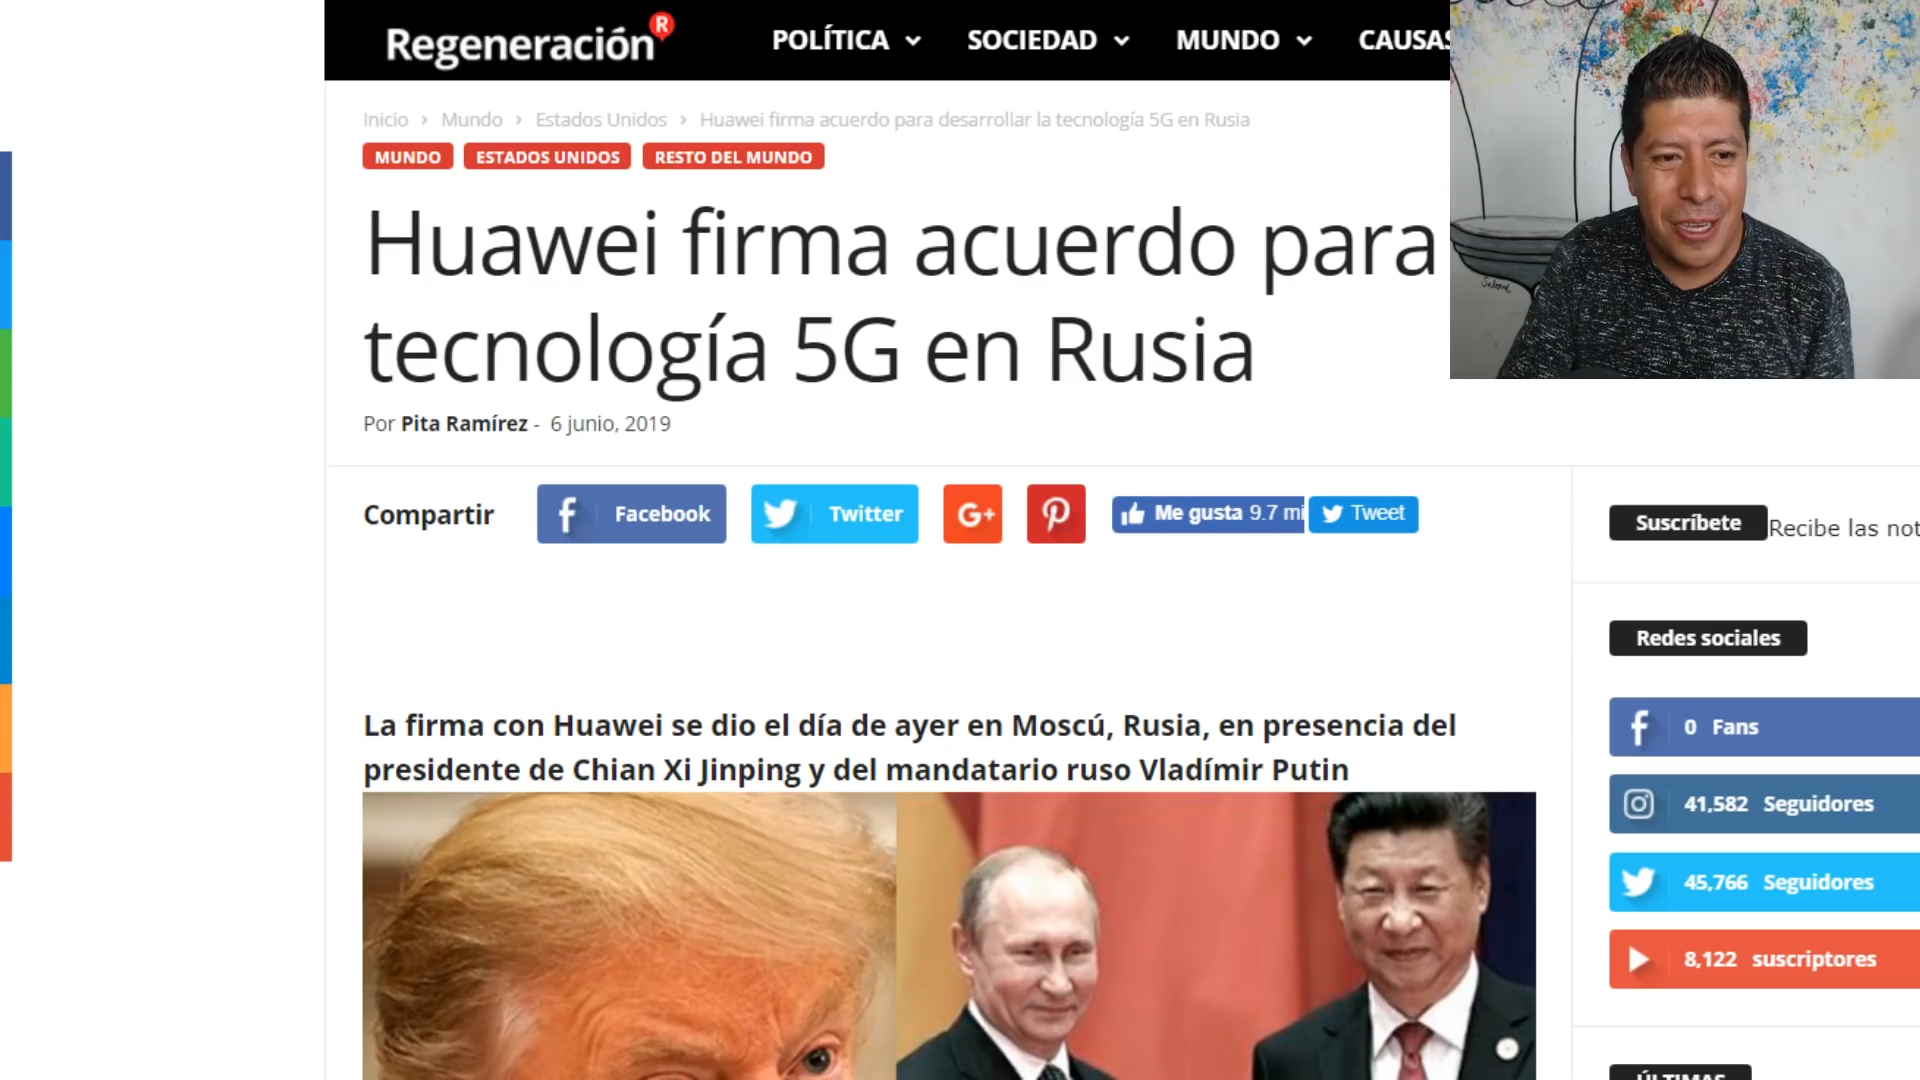 Regeneración R
POLÍTICA SOCIEDAD MUNDO CAUSAS
Inicio › Mundo › Estados Unidos › Huawei firma acuerdo para desarrollar la tecnología 5G en Rusia
MUNDO ESTADOS UNIDOS RESTO DEL MUNDO
Huawei firma acuerdo para
tecnología 5G en Rusia
Por Pita Ramírez - 6 junio, 2019
Compartir Facebook Twitter G+ Me gusta 9.7 mi Tweet
Suscríbete Recibe las not
Redes sociales
La firma con Huawei se dio el día de ayer en Moscú, Rusia, en presencia del
presidente de Chian Xi Jinping y del mandatario ruso Vladímir Putin
0 Fans
41,582 Seguidores
45,766 Seguidores
8,122 suscriptores
ÚLTIMAS